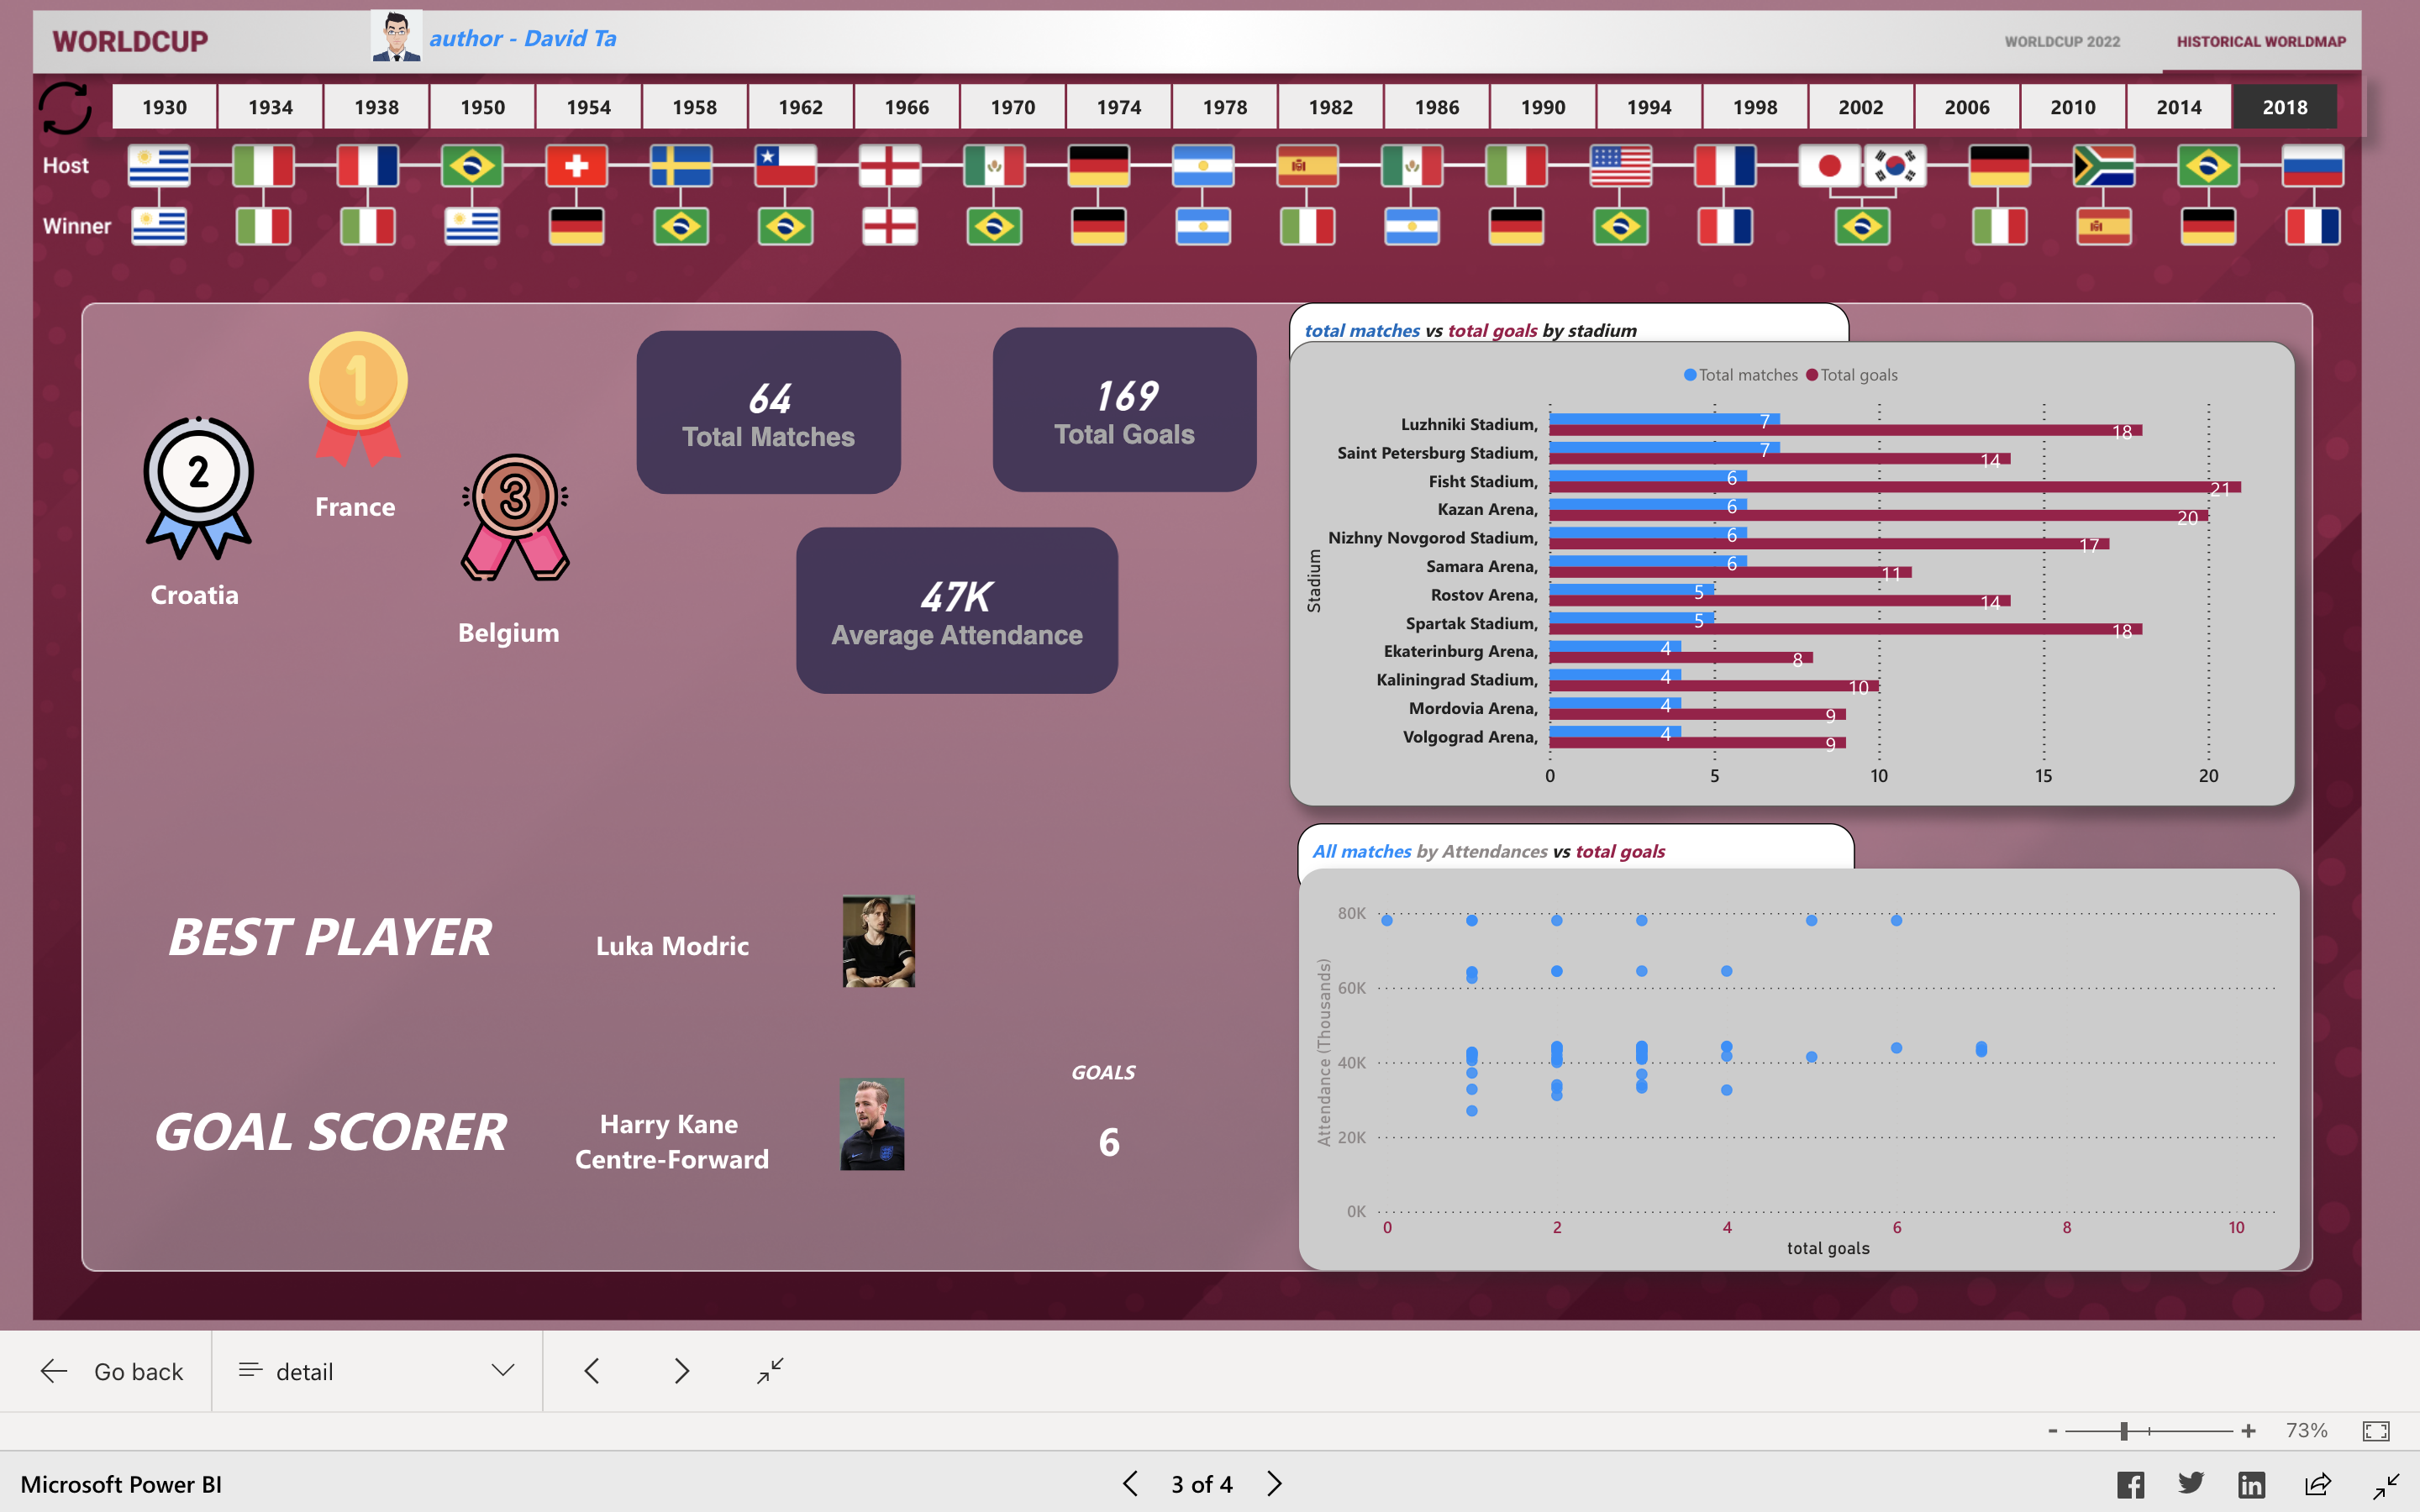 WORLDCUP
author - David Ta
WORLDCUP 2022
HISTORICAL WORLDMAP
1930 1934 1938 1950 1954 1958 1962 1966 1970 1974 1978 1982 1986 1990 1994 1998 2002 2006 2010 2014 2018
Host
Winner
1
2
3
France
Croatia
Belgium
64
Total Matches
169
Total Goals
47K
Average Attendance
BEST PLAYER
Luka Modric
GOAL SCORER
Harry Kane
Centre-Forward
GOALS
6
total matches vs total goals by stadium
Total matches Total goals
Stadium
Luzhniki Stadium, 7 18
Saint Petersburg Stadium, 7 14
Fisht Stadium, 6 21
Kazan Arena, 6 20
Nizhny Novgorod Stadium, 6 17
Samara Arena, 6 11
Rostov Arena, 5 14
Spartak Stadium, 5 18
Ekaterinburg Arena, 4 8
Kaliningrad Stadium, 4 10
Mordovia Arena, 4 9
Volgograd Arena, 4 9
0 5 10 15 20
All matches by Attendances vs total goals
Attendance (Thousands)
80K
60K
40K
20K
0K
0 2 4 6 8 10
total goals
Go back
detail
- + 73%
Microsoft Power BI
3 of 4